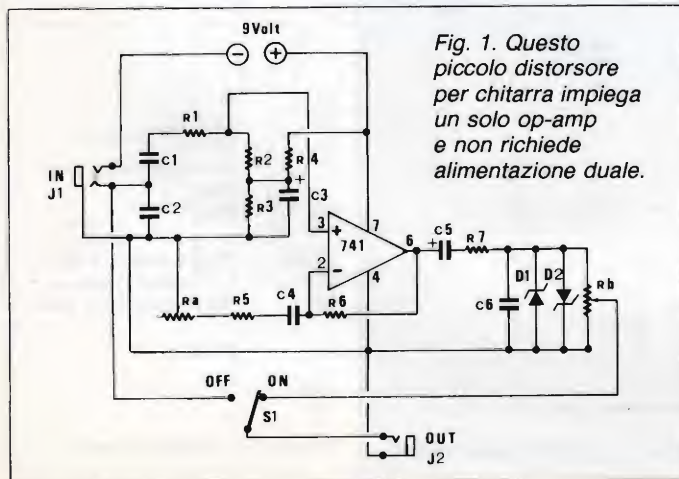 9Volt
Fig. 1. Questo
piccolo distorsore
per chitarra impiega
un solo op-amp
e non richiede
alimentazione duale.
R1
IN
J1
C1
C2
R2
R4
R3
+
C3
3
+
741
2
-
7
6
4
+
C5
R7
D1
D2
C6
Rb
Ra
R5
C4
R6
OFF
ON
S1
OUT
J2